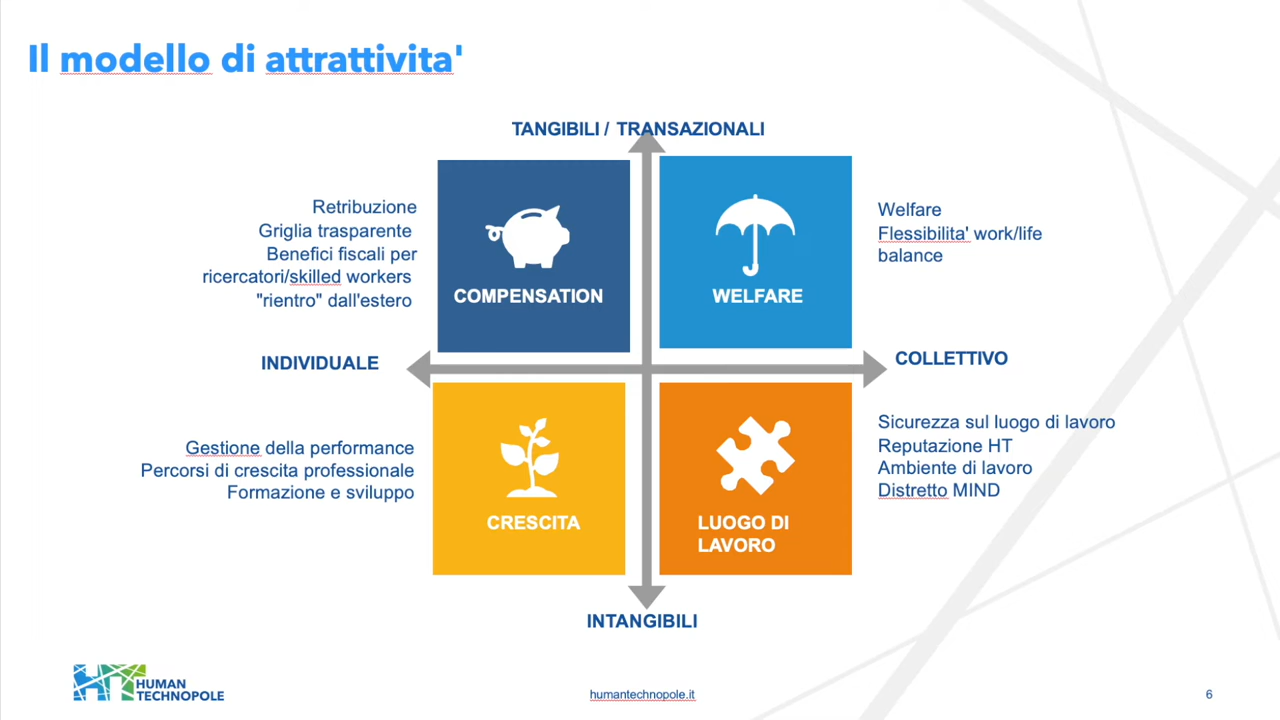 Il modello di attrattivita'
TANGIBILI / TRANSAZIONALI
Retribuzione
Griglia trasparente
Benefici fiscali per
ricercatori/skilled workers
"rientro" dall'estero
COMPENSATION
WELFARE
Welfare
Flessibilita' work/life
balance
INDIVIDUALE
COLLETTIVO
Gestione della performance
Percorsi di crescita professionale
Formazione e sviluppo
CRESCITA
LUOGO DI
LAVORO
Sicurezza sul luogo di lavoro
Reputazione HT
Ambiente di lavoro
Distretto MIND
INTANGIBILI
HT HUMAN
TECHNOPOLE
humantechnopole.it
6